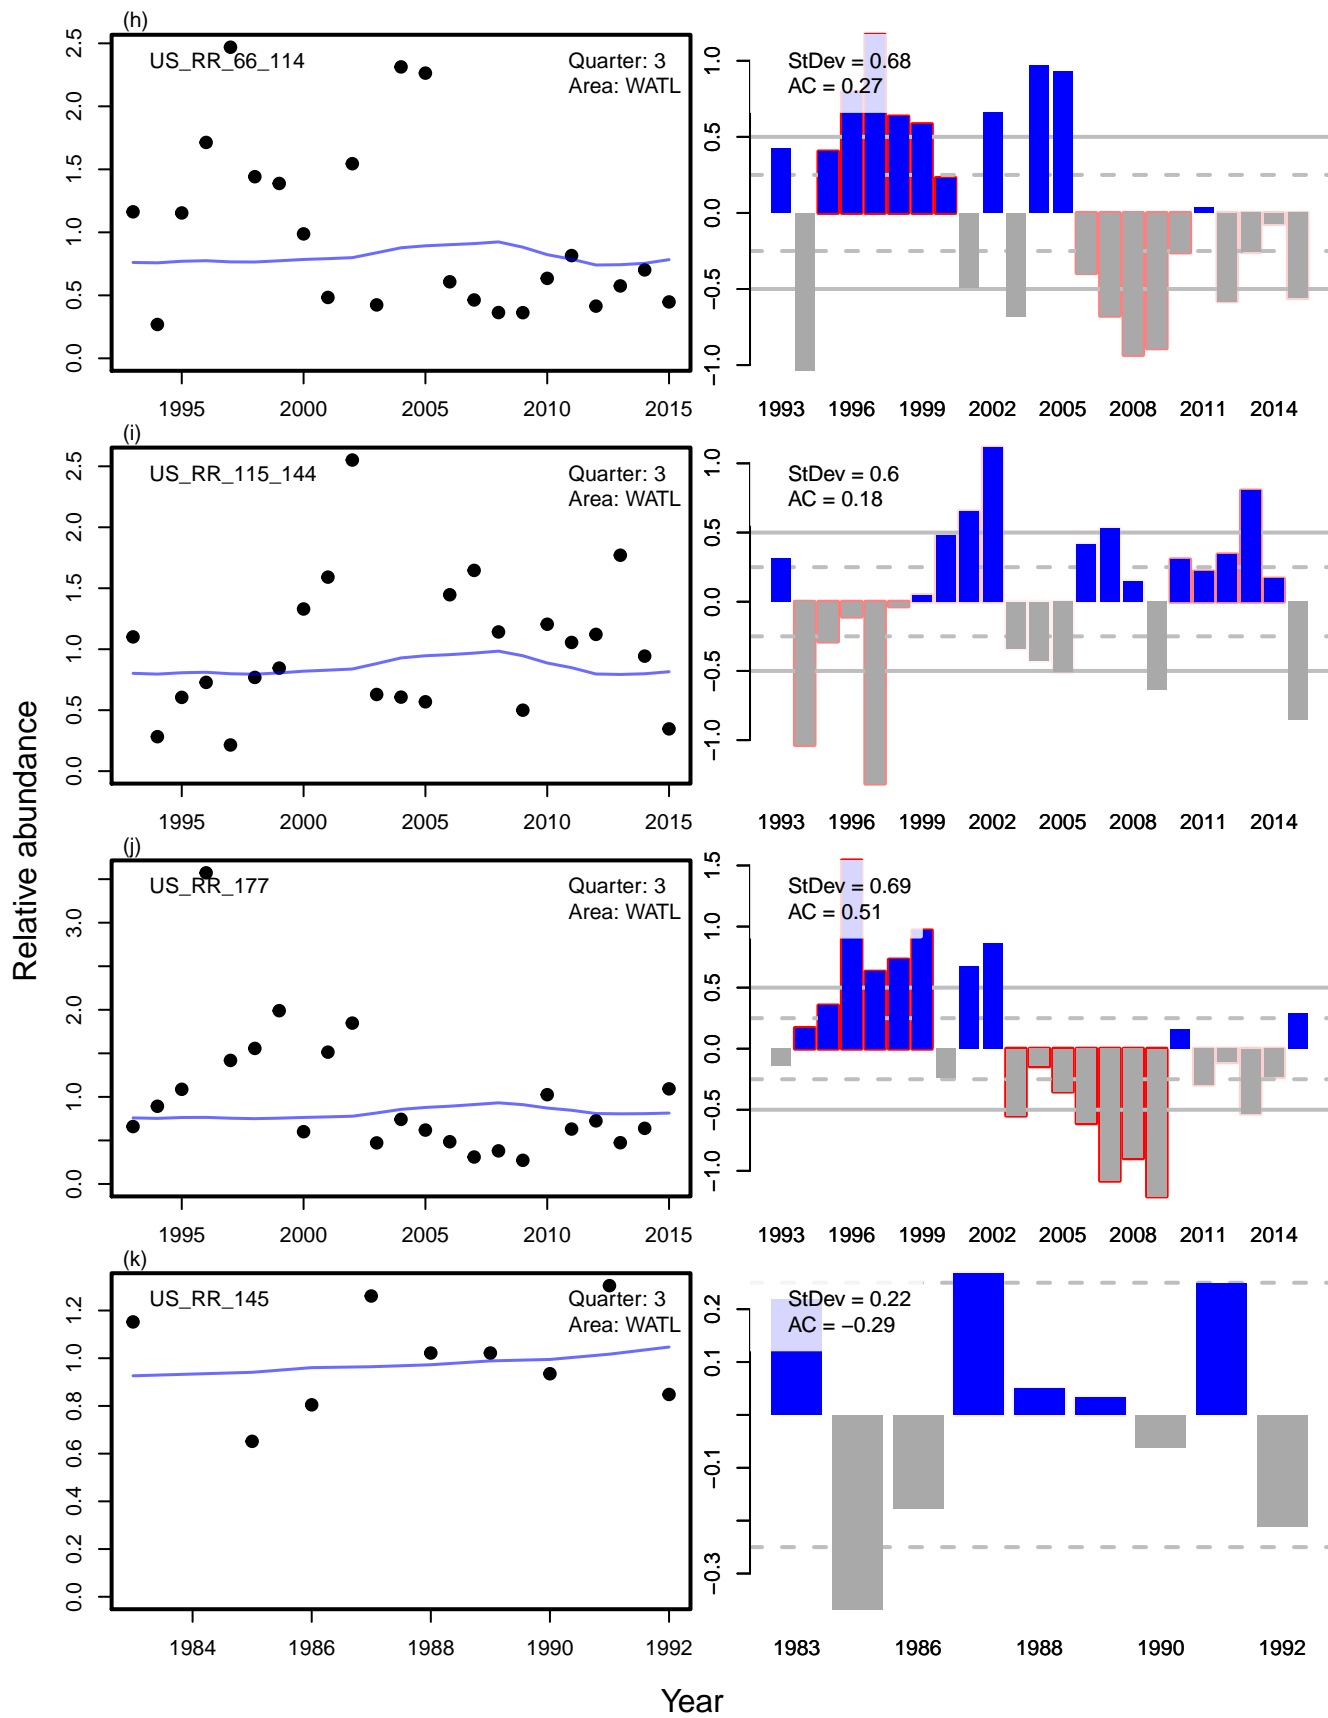 (h)
US_RR_66_114
Quarter: 3
Area: WATL
0.0 0.5 1.0 1.5 2.0 2.5
1995 2000 2005 2010 2015
StDev = 0.68
AC = 0.27
−1.0 −0.5 0.0 0.5 1.0
1993 1996 1999 2002 2005 2008 2011 2014
(i)
US_RR_115_144
Quarter: 3
Area: WATL
0.0 0.5 1.0 1.5 2.0 2.5
1995 2000 2005 2010 2015
StDev = 0.6
AC = 0.18
−1.0 −0.5 0.0 0.5 1.0
1993 1996 1999 2002 2005 2008 2011 2014
Relative abundance
(j)
US_RR_177
Quarter: 3
Area: WATL
0.0 1.0 2.0 3.0
1995 2000 2005 2010 2015
StDev = 0.69
AC = 0.51
−1.0 −0.5 0.0 0.5 1.0 1.5
1993 1996 1999 2002 2005 2008 2011 2014
(k)
US_RR_145
Quarter: 3
Area: WATL
0.0 0.2 0.4 0.6 0.8 1.0 1.2
1984 1986 1988 1990 1992
StDev = 0.22
AC = −0.29
−0.3 −0.1 0.1 0.2
1983 1986 1988 1990 1992
Year